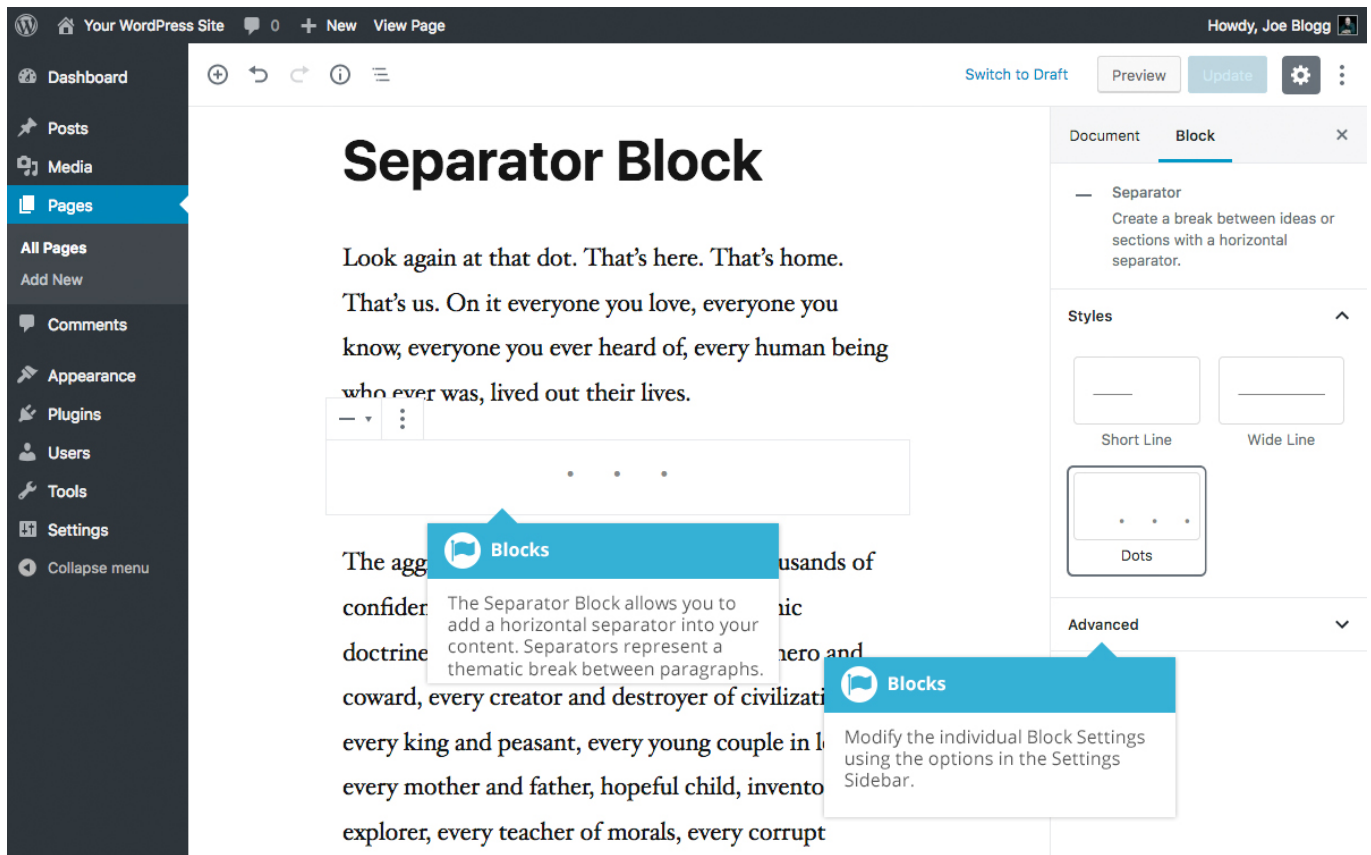 Your WordPress Site 0 New View Page Howdy, Joe Blogg
Dashboard
Posts
Media
Pages
All Pages
Add New
Comments
Appearance
Plugins
Users
Tools
Settings
Collapse menu
Switch to Draft Preview Update
Separator Block
Look again at that dot. That’s here. That’s home.
That’s us. On it everyone you love, everyone you
know, everyone you ever heard of, every human being
who ever was, lived out their lives.
The agg usands of
confiden nic
doctrine hero and
coward, every creator and destroyer of civilizati
every king and peasant, every young couple in l
every mother and father, hopeful child, invento
explorer, every teacher of morals, every corrupt
Blocks
The Separator Block allows you to
add a horizontal separator into your
content. Separators represent a
thematic break between paragraphs.
Document Block
Separator
Create a break between ideas or
sections with a horizontal
separator.
Styles
Short Line Wide Line
Dots
Advanced
Blocks
Modify the individual Block Settings
using the options in the Settings
Sidebar.